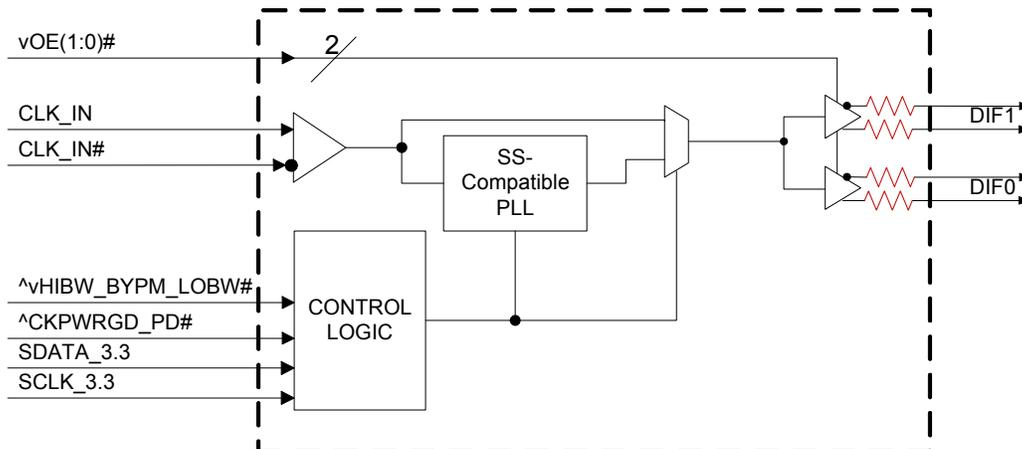 vOE(1:0)#
2
CLK_IN
CLK_IN#
DIF1
SS-
Compatible
PLL
DIF0
^vHIBW_BYPM_LOBW#
^CKPWRGD_PD#
SDATA_3.3
SCLK_3.3
CONTROL
LOGIC